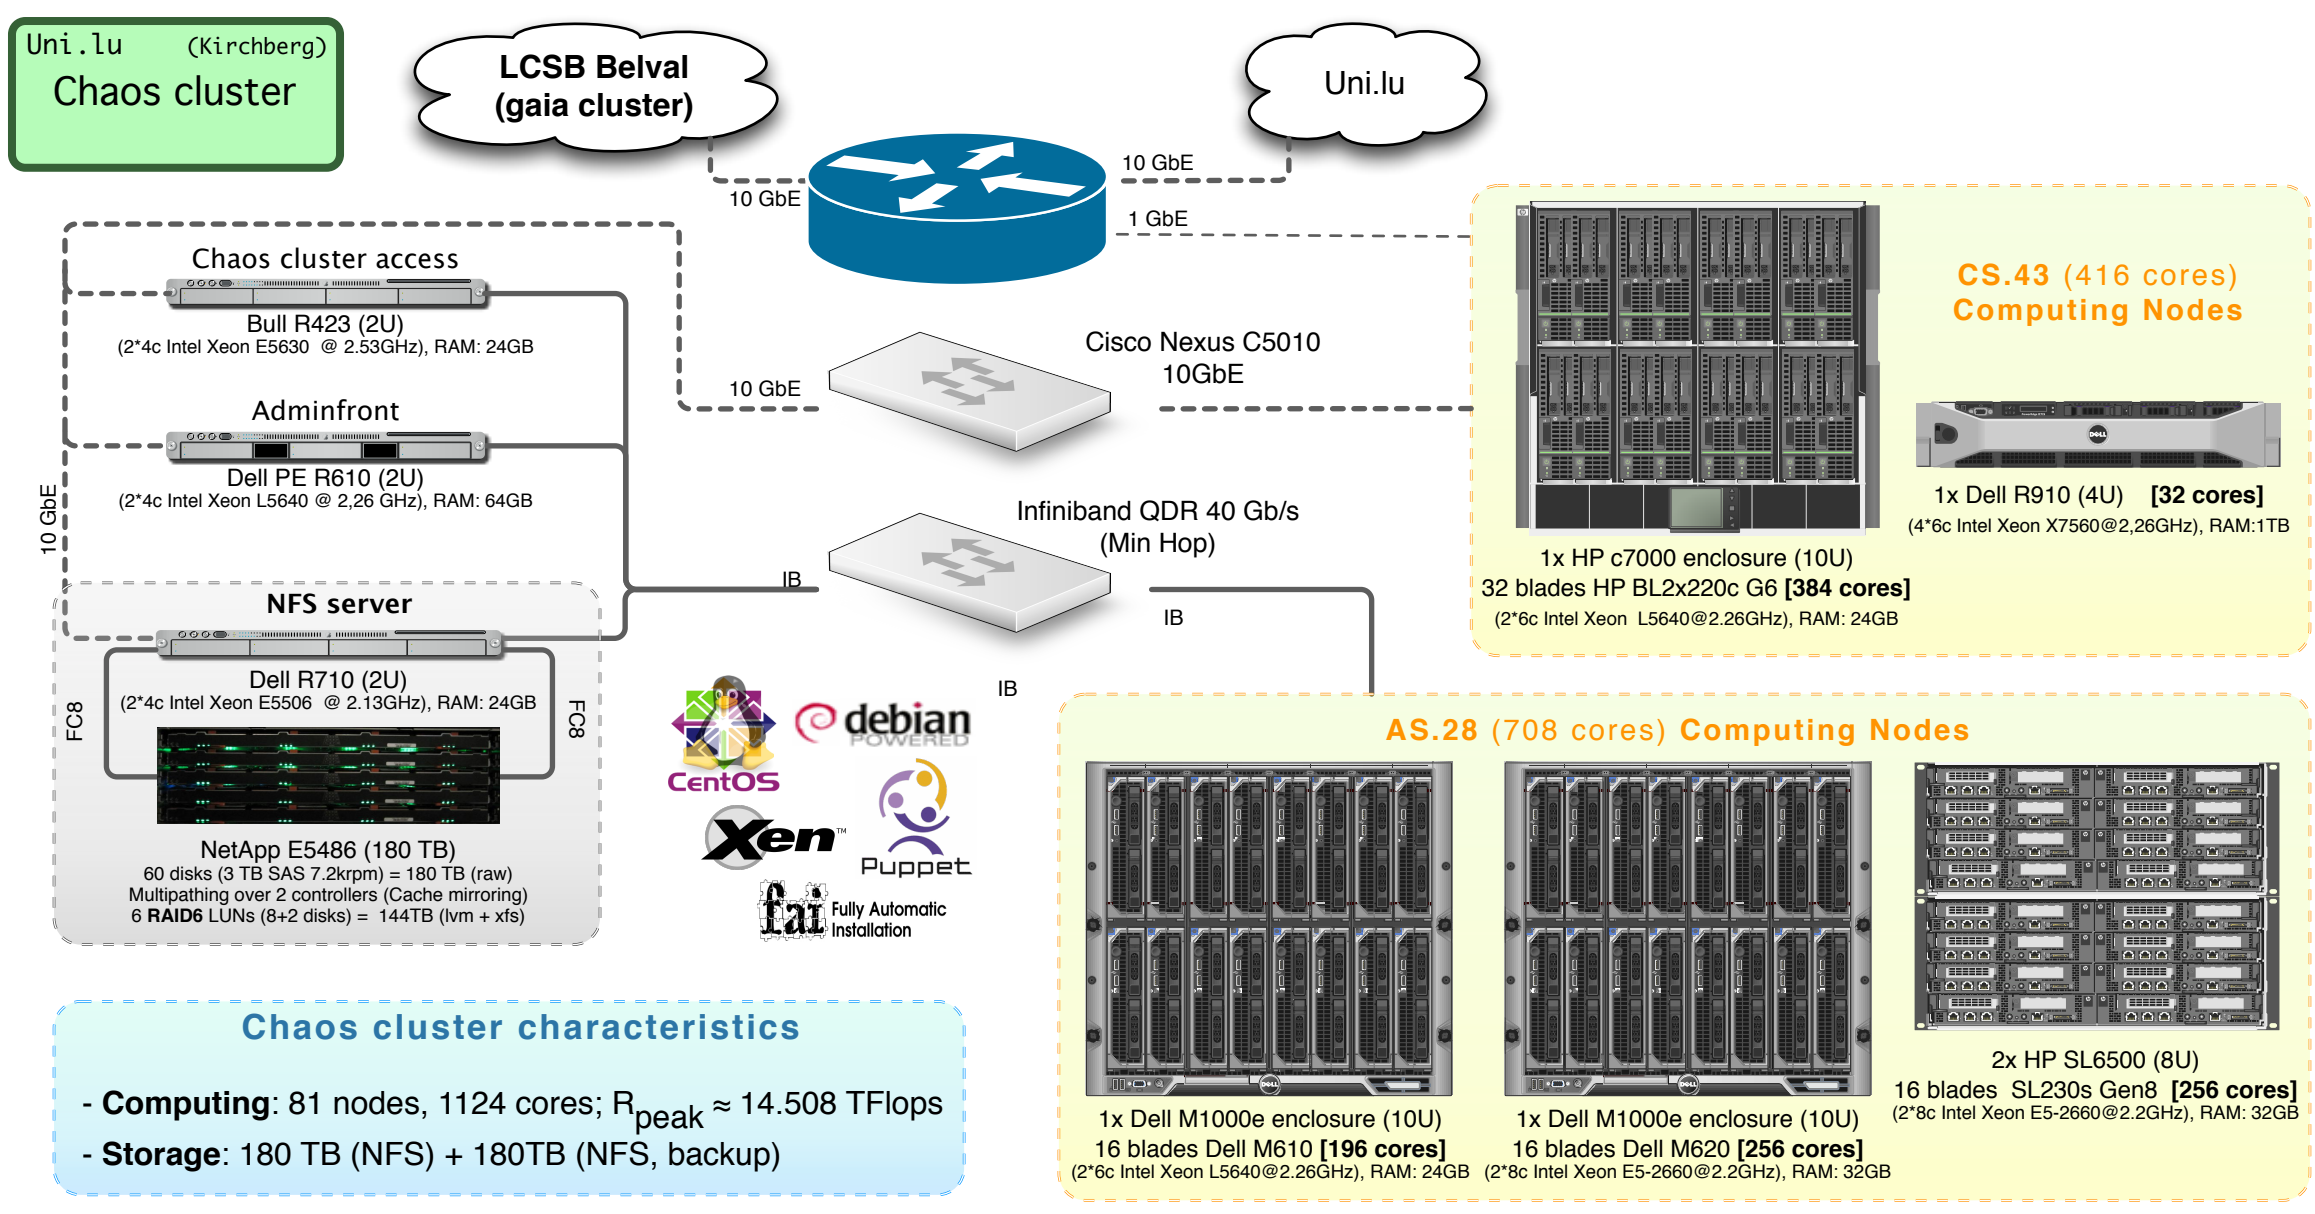 Uni.lu (Kirchberg)
Chaos cluster
LCSB Belval
(gaia cluster)
Uni.lu
10 GbE
10 GbE
1 GbE
Chaos cluster access
Bull R423 (2U)
(2*4c Intel Xeon E5630 @ 2.53GHz), RAM: 24GB
Adminfront
Dell PE R610 (2U)
(2*4c Intel Xeon L5640 @ 2,26 GHz), RAM: 64GB
10 GbE
10 GbE
Cisco Nexus C5010
10GbE
Infiniband QDR 40 Gb/s
(Min Hop)
IB
IB
IB
NFS server
Dell R710 (2U)
(2*4c Intel Xeon E5506 @ 2.13GHz), RAM: 24GB
FC8
FC8
NetApp E5486 (180 TB)
60 disks (3 TB SAS 7.2krpm) = 180 TB (raw)
Multipathing over 2 controllers (Cache mirroring)
6 RAID6 LUNs (8+2 disks) = 144TB (lvm + xfs)
CentOS
debian
POWERED
Xen™
Puppet
fai Fully Automatic
Installation
CS.43 (416 cores)
Computing Nodes
DELL
1x Dell R910 (4U) [32 cores]
(4*6c Intel Xeon X7560@2,26GHz), RAM:1TB
1x HP c7000 enclosure (10U)
32 blades HP BL2x220c G6 [384 cores]
(2*6c Intel Xeon L5640@2.26GHz), RAM: 24GB
AS.28 (708 cores) Computing Nodes
DELL
1x Dell M1000e enclosure (10U)
16 blades Dell M610 [196 cores]
(2*6c Intel Xeon L5640@2.26GHz), RAM: 24GB
DELL
1x Dell M1000e enclosure (10U)
16 blades Dell M620 [256 cores]
(2*8c Intel Xeon E5-2660@2.2GHz), RAM: 32GB
2x HP SL6500 (8U)
16 blades SL230s Gen8 [256 cores]
(2*8c Intel Xeon E5-2660@2.2GHz), RAM: 32GB
Chaos cluster characteristics
- Computing: 81 nodes, 1124 cores; Rpeak ≈ 14.508 TFlops
- Storage: 180 TB (NFS) + 180TB (NFS, backup)